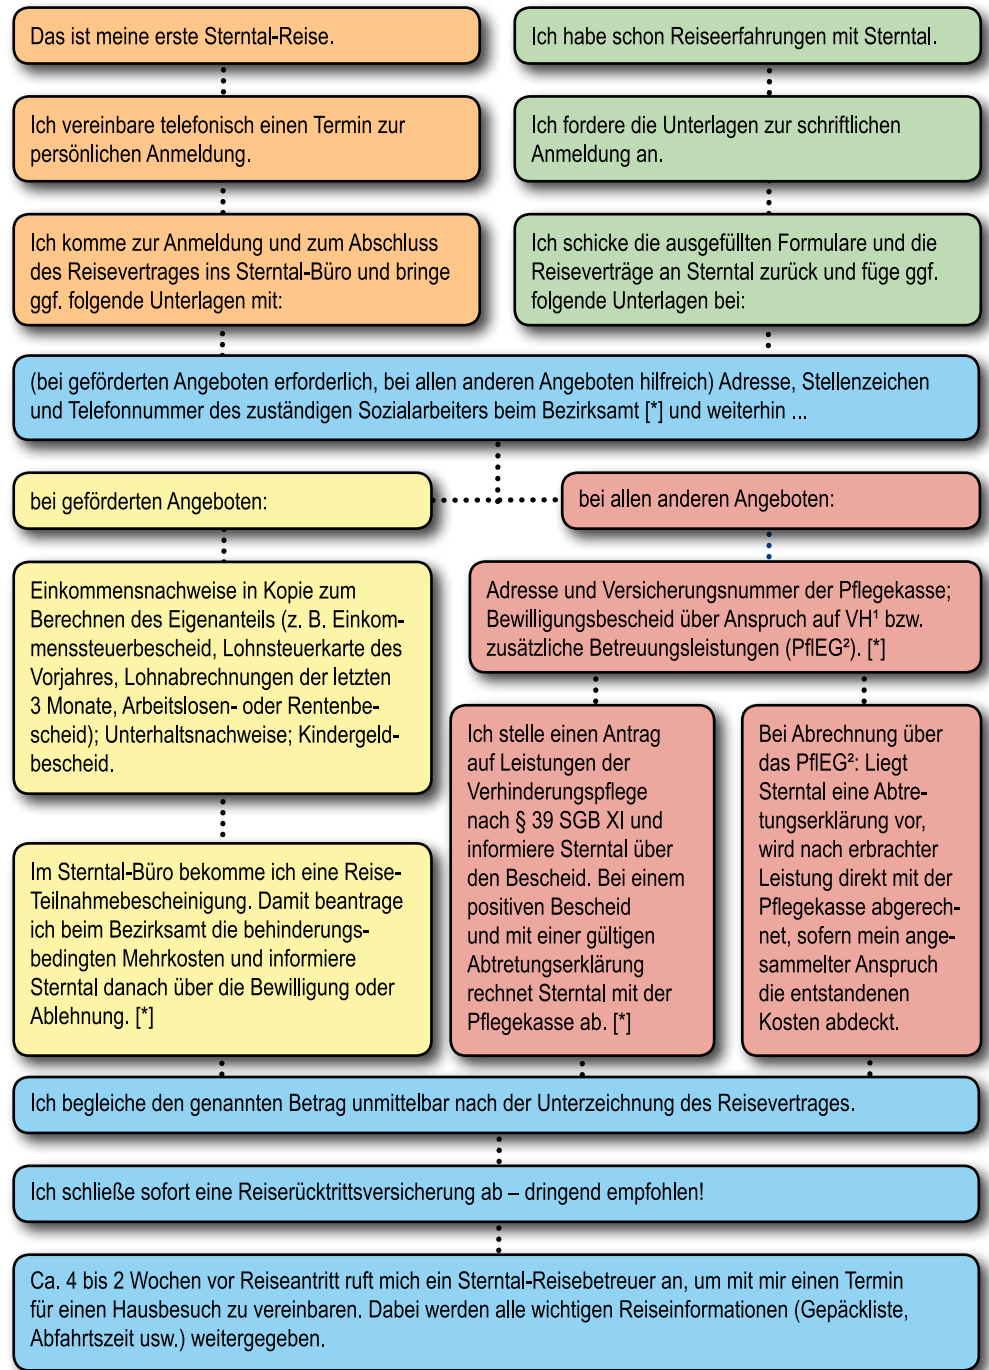 Das ist meine erste Sterntal-Reise.
Ich habe schon Reiseerfahrungen mit Sterntal.
Ich vereinbare telefonisch einen Termin zur
persönlichen Anmeldung.
Ich fordere die Unterlagen zur schriftlichen
Anmeldung an.
Ich komme zur Anmeldung und zum Abschluss
des Reisevertrages ins Sterntal-Büro und bringe
ggf. folgende Unterlagen mit:
Ich schicke die ausgefüllten Formulare und die
Reiseverträge an Sterntal zurück und füge ggf.
folgende Unterlagen bei:
(bei geförderten Angeboten erforderlich, bei allen anderen Angeboten hilfreich) Adresse, Stellenzeichen
und Telefonnummer des zuständigen Sozialarbeiters beim Bezirksamt [*] und weiterhin ...
bei geförderten Angeboten:
bei allen anderen Angeboten:
Einkommensnachweise in Kopie zum
Berechnen des Eigenanteils (z. B. Einkom-
menssteuerbescheid, Lohnsteuerkarte des
Vorjahres, Lohnabrechnungen der letzten
3 Monate, Arbeitslosen- oder Rentenbe-
scheid); Unterhaltsnachweise; Kindergeld-
bescheid.
Adresse und Versicherungsnummer der Pflegekasse;
Bewilligungsbescheid über Anspruch auf VH¹ bzw.
zusätzliche Betreuungsleistungen (PflEG²). [*]
Im Sterntal-Büro bekomme ich eine Reise-
Teilnahmebescheinigung. Damit beantrage
ich beim Bezirksamt die behinderungs-
bedingten Mehrkosten und informiere
Sterntal danach über die Bewilligung oder
Ablehnung. [*]
Ich stelle einen Antrag
auf Leistungen der
Verhinderungspflege
nach § 39 SGB XI und
informiere Sterntal über
den Bescheid. Bei einem
positiven Bescheid
und mit einer gültigen
Abtretungserklärung
rechnet Sterntal mit der
Pflegekasse ab. [*]
Bei Abrechnung über
das PflEG²: Liegt
Sterntal eine Abtre-
tungserklärung vor,
wird nach erbrachter
Leistung direkt mit der
Pflegekasse abgerech-
net, sofern mein ange-
sammelter Anspruch
die entstandenen
Kosten abdeckt.
Ich begleiche den genannten Betrag unmittelbar nach der Unterzeichnung des Reisevertrages.
Ich schließe sofort eine Reiserücktrittsversicherung ab – dringend empfohlen!
Ca. 4 bis 2 Wochen vor Reiseantritt ruft mich ein Sterntal-Reisebetreuer an, um mit mir einen Termin
für einen Hausbesuch zu vereinbaren. Dabei werden alle wichtigen Reiseinformationen (Gepäckliste,
Abfahrtszeit usw.) weitergegeben.